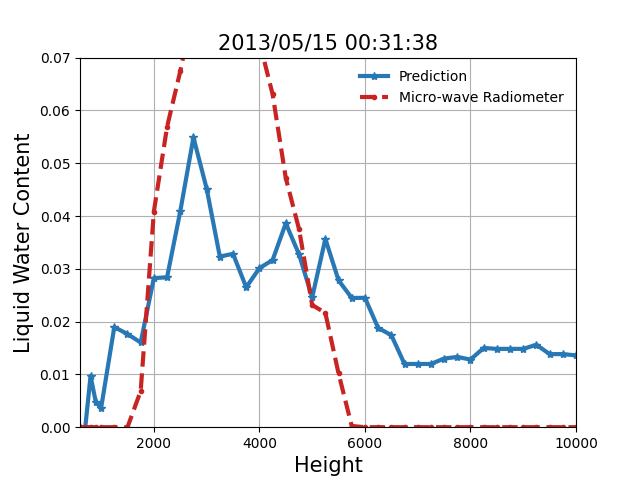 2013/05/15 00:31:38
0.07
0.06
0.05
0.04
0.03
0.02
0.01
0.00
Liquid Water Content
Prediction
Micro-wave Radiometer
2000 4000 6000 8000 10000
Height